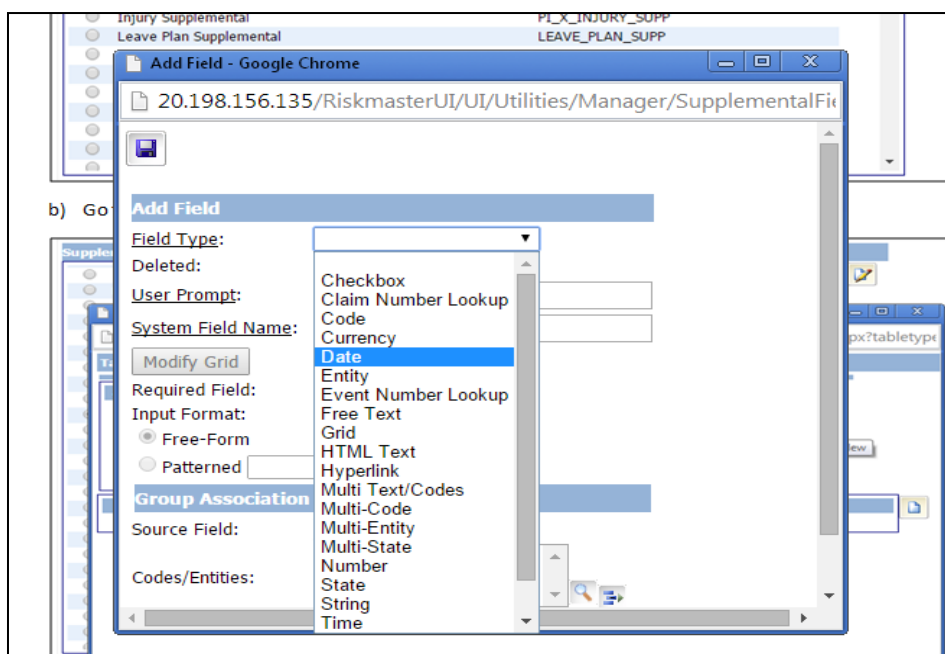 Injury Supplemental PI_X_INJURY_SUPP
Leave Plan Supplemental LEAVE_PLAN_SUPP
Add Field - Google Chrome
20.198.156.135/RiskmasterUI/UI/Utilities/Manager/SupplementalFie
b) Go
Add Field
Field Type:
Deleted:
User Prompt:
System Field Name:
Modify Grid
Required Field:
Input Format:
Free-Form
Patterned
Group Association
Source Field:
Codes/Entities:
Checkbox
Claim Number Lookup
Code
Currency
Date
Entity
Event Number Lookup
Free Text
Grid
HTML Text
Hyperlink
Multi Text/Codes
Multi-Code
Multi-Entity
Multi-State
Number
State
String
Time
Supple
px?tabletype
iew